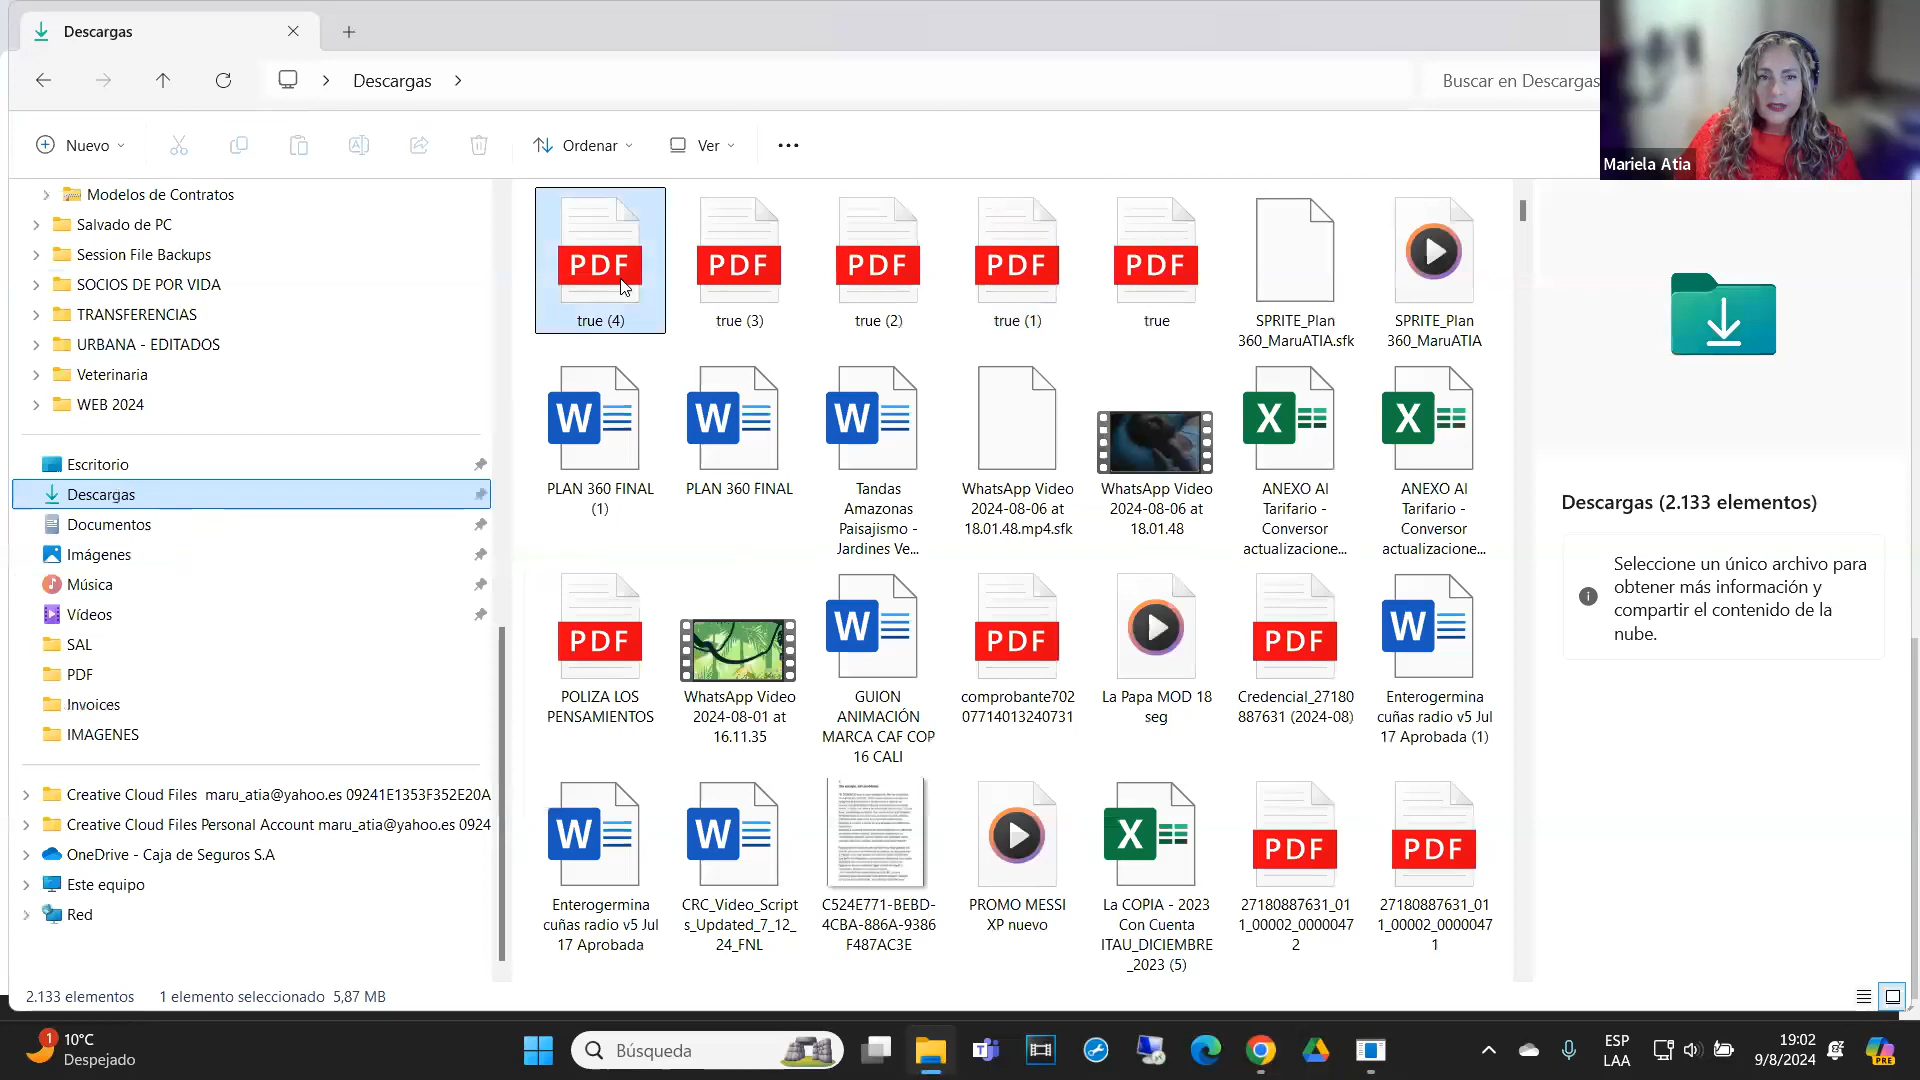 Descargas
Descargas
Buscar en Descargas
Mariela Atia
Nuevo
Ordenar
Ver
Modelos de Contratos
Salvado de PC
Session File Backups
SOCIOS DE POR VIDA
TRANSFERENCIAS
URBANA - EDITADOS
Veterinaria
WEB 2024
Escritorio
Descargas
Documentos
Imágenes
Música
Vídeos
SAL
PDF
Invoices
IMAGENES
Creative Cloud Files  maru_atia@yahoo.es 09241E1353F352E20A
Creative Cloud Files Personal Account maru_atia@yahoo.es 0924
OneDrive - Caja de Seguros S.A
Este equipo
Red
PDF
PDF
PDF
PDF
PDF
true (4)
true (3)
true (2)
true (1)
true
SPRITE_Plan
360_MaruATIA.sfk
SPRITE_Plan
360_MaruATIA
W
W
W
X
X
PLAN 360 FINAL
(1)
PLAN 360 FINAL
Tandas
Amazonas
Paisajismo -
Jardines Ve...
WhatsApp Video
2024-08-06 at
18.01.48.mp4.sfk
WhatsApp Video
2024-08-06 at
18.01.48
ANEXO AI
Tarifario -
Conversor
actualizacione...
ANEXO AI
Tarifario -
Conversor
actualizacione...
PDF
W
PDF
PDF
W
POLIZA LOS
PENSAMIENTOS
WhatsApp Video
2024-08-01 at
16.11.35
GUION
ANIMACIÓN
MARCA CAF COP
16 CALI
comprobante702
07714013240731
La Papa MOD 18
seg
Credencial_27180
887631 (2024-08)
Enterogermina
cuñas radio v5 Jul
17 Aprobada (1)
W
W
X
PDF
PDF
Enterogermina
cuñas radio v5 Jul
17 Aprobada
CRC_Video_Script
s_Updated_7_12_
24_FNL
C524E771-BEBD-
4CBA-886A-9386
F487AC3E
PROMO MESSI
XP nuevo
La COPIA - 2023
Con Cuenta
ITAU_DICIEMBRE
_2023 (5)
27180887631_01
1_00002_0000047
2
27180887631_01
1_00002_0000047
1
Descargas (2.133 elementos)
Seleccione un único archivo para
obtener más información y
compartir el contenido de la
nube.
2.133 elementos
1 elemento seleccionado  5,87 MB
1
10°C
Despejado
Búsqueda
ESP
LAA
19:02
9/8/2024
PRE